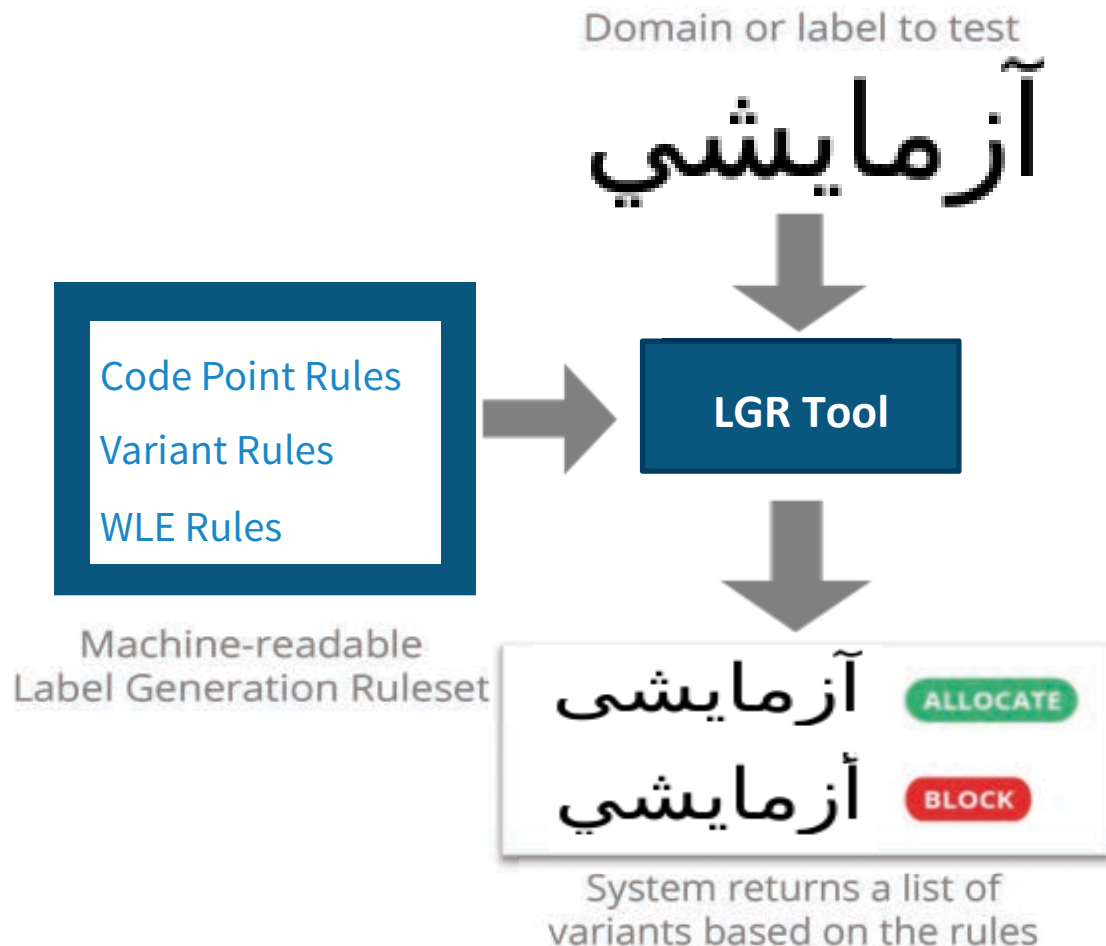 Domain or label to test
آزمايشي
Code Point Rules
Variant Rules
WLE Rules
LGR Tool
Machine-readable
Label Generation Ruleset
آزمایشی ALLOCATE
أزمايشي BLOCK
System returns a list of
variants based on the rules